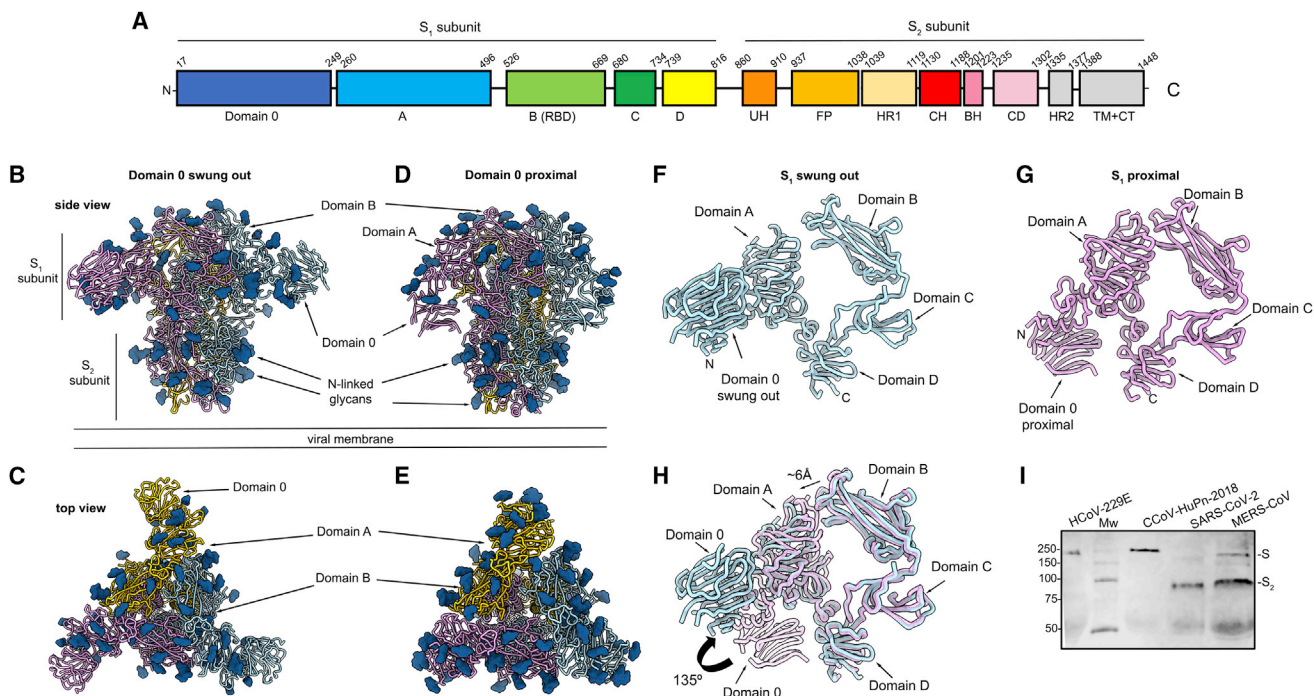 A
S₁ subunit
S₂ subunit
17 249 260 496 526 669 680 734 739 816 860 910 937 1038 1039 1119 1130 1188 1201 1223 1235 1302 1335 1377 1388 1448
N C
Domain 0 A B (RBD) C D UH FP HR1 CH BH CD HR2 TM+CT
B
Domain 0 swung out
side view
S₁
subunit
S₂
subunit
D
Domain 0 proximal
Domain B
Domain A
Domain 0
N-linked
glycans
viral membrane
F
S₁ swung out
Domain A
Domain B
Domain C
N
Domain 0
swung out
Domain D
C
G
S₁ proximal
Domain B
Domain A
Domain C
N
Domain D
C
Domain 0
proximal
C
top view
Domain 0
Domain A
Domain B
E
H
~6Å
Domain B
Domain A
Domain 0
Domain C
135º
Domain D
Domain 0
I
HCoV-229E
Mw
CCoV-HuPn-2018
SARS-CoV-2
MERS-CoV
250
150
100
75
50
-S
-S₂